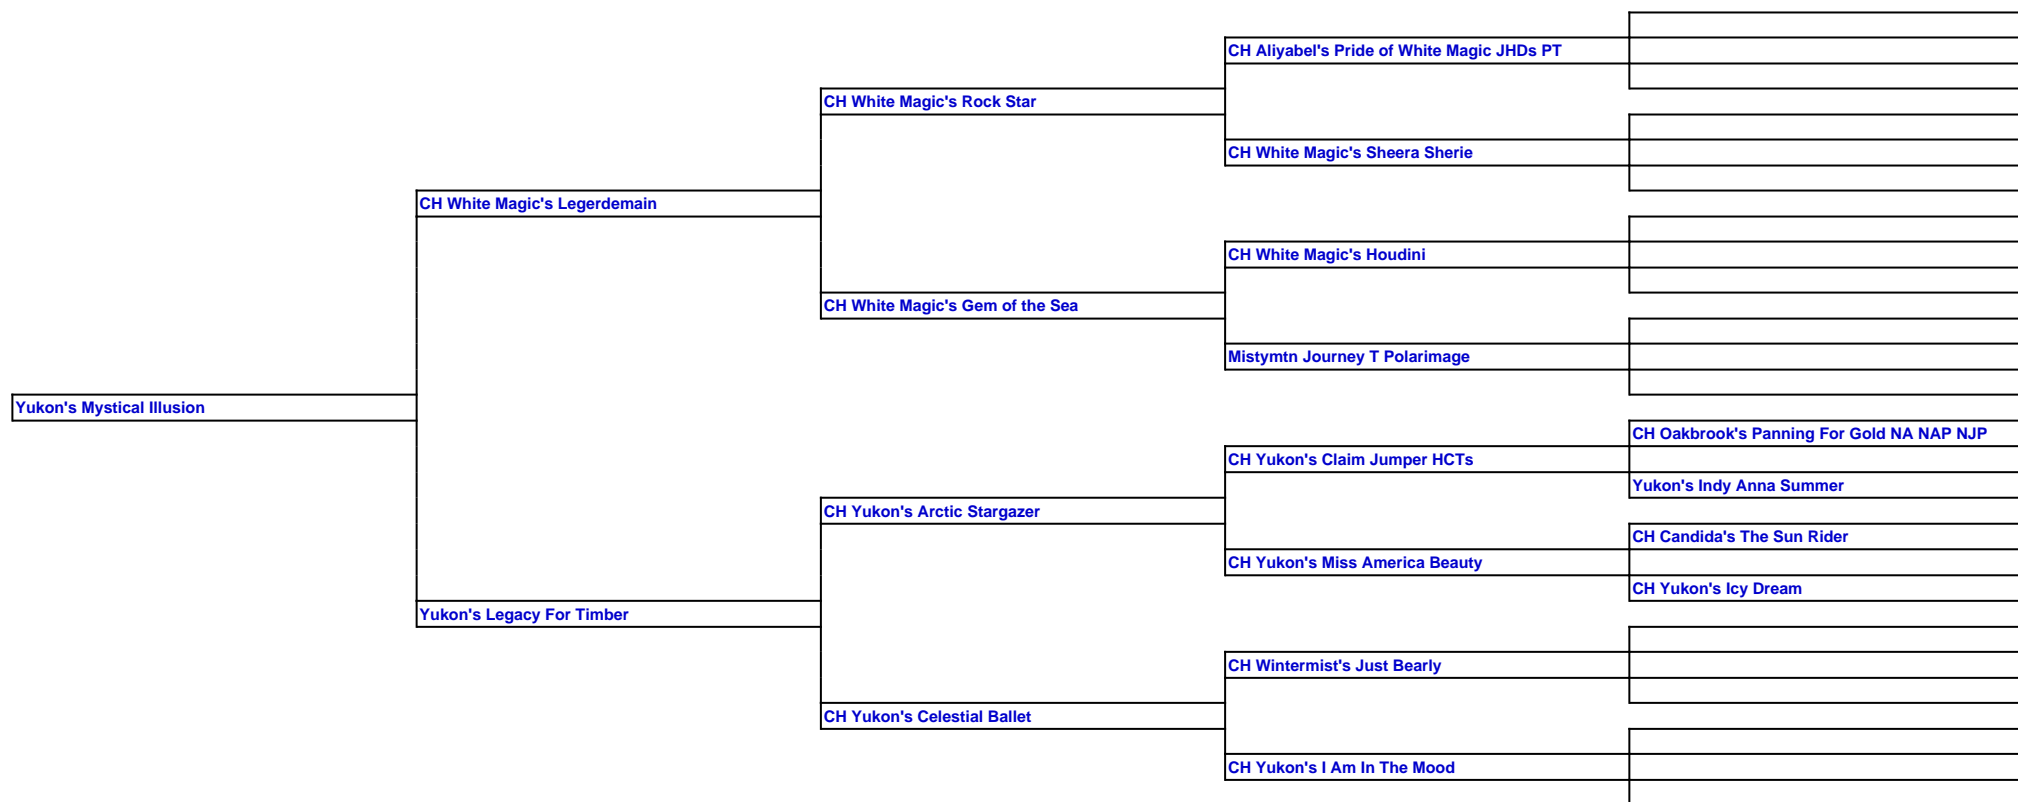 CH Aliyabel's Pride of White Magic JHDs PT
CH White Magic's Rock Star
CH White Magic's Sheera Sherie
CH White Magic's Legerdemain
CH White Magic's Houdini
CH White Magic's Gem of the Sea
Mistymtn Journey T Polarimage
Yukon's Mystical Illusion
CH Oakbrook's Panning For Gold NA NAP NJP
CH Yukon's Claim Jumper HCTs
Yukon's Indy Anna Summer
CH Yukon's Arctic Stargazer
CH Candida's The Sun Rider
CH Yukon's Miss America Beauty
CH Yukon's Icy Dream
Yukon's Legacy For Timber
CH Wintermist's Just Bearly
CH Yukon's Celestial Ballet
CH Yukon's I Am In The Mood